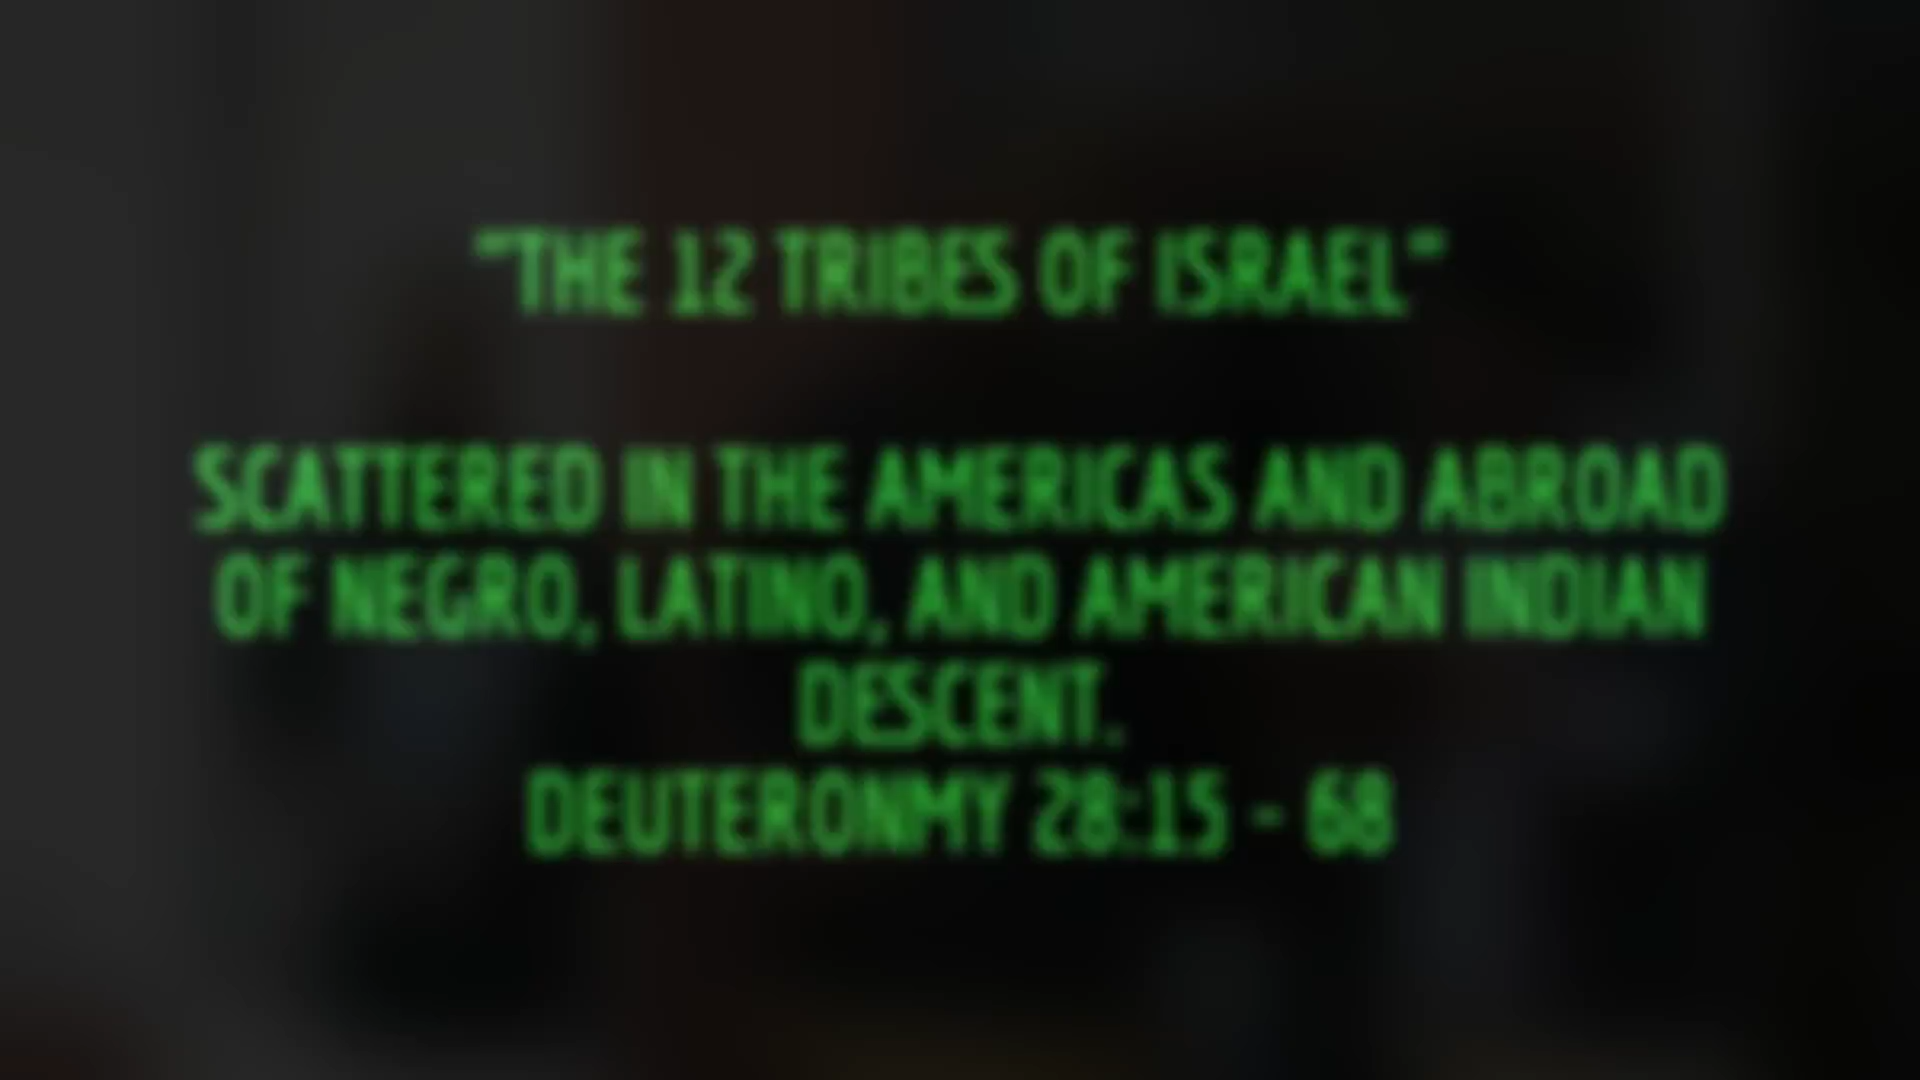 "THE 12 TRIBES OF ISRAEL"
SCATTERED IN THE AMERICAS AND ABROAD
OF NEGRO, LATINO, AND AMERICAN INDIAN
DESCENT.
DEUTERONMY 28:15 - 68